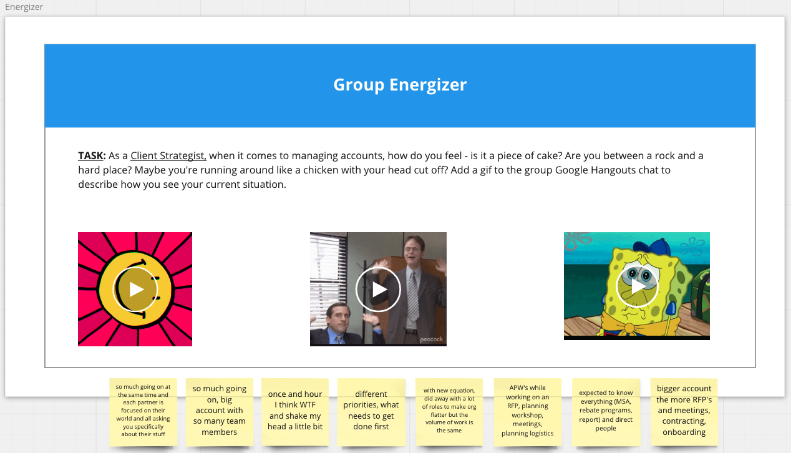 Energizer
Group Energizer
TASK: As a Client Strategist, when it comes to managing accounts, how do you feel - is it a piece of cake? Are you between a rock and a
hard place? Maybe you're running around like a chicken with your head cut off? Add a gif to the group Google Hangouts chat to
describe how you see your current situation.
peacock
so much going on at
the same time and
each partner is
focused on their
world and all asking
you specifically
about their stuff
so much going
on, big
account with
so many team
members
once and hour
I think WTF
and shake my
head a little bit
different
priorities, what
needs to get
done first
with new equation,
did away with a lot
of roles to make org
flatter but the
volume of work is
the same
APW's while
working on an
RFP, planning
workshop,
meetings,
planning logistics
expected to know
everything (MSA,
rebate programs,
report) and direct
people
bigger account
the more RFP's
and meetings,
contracting,
onboarding